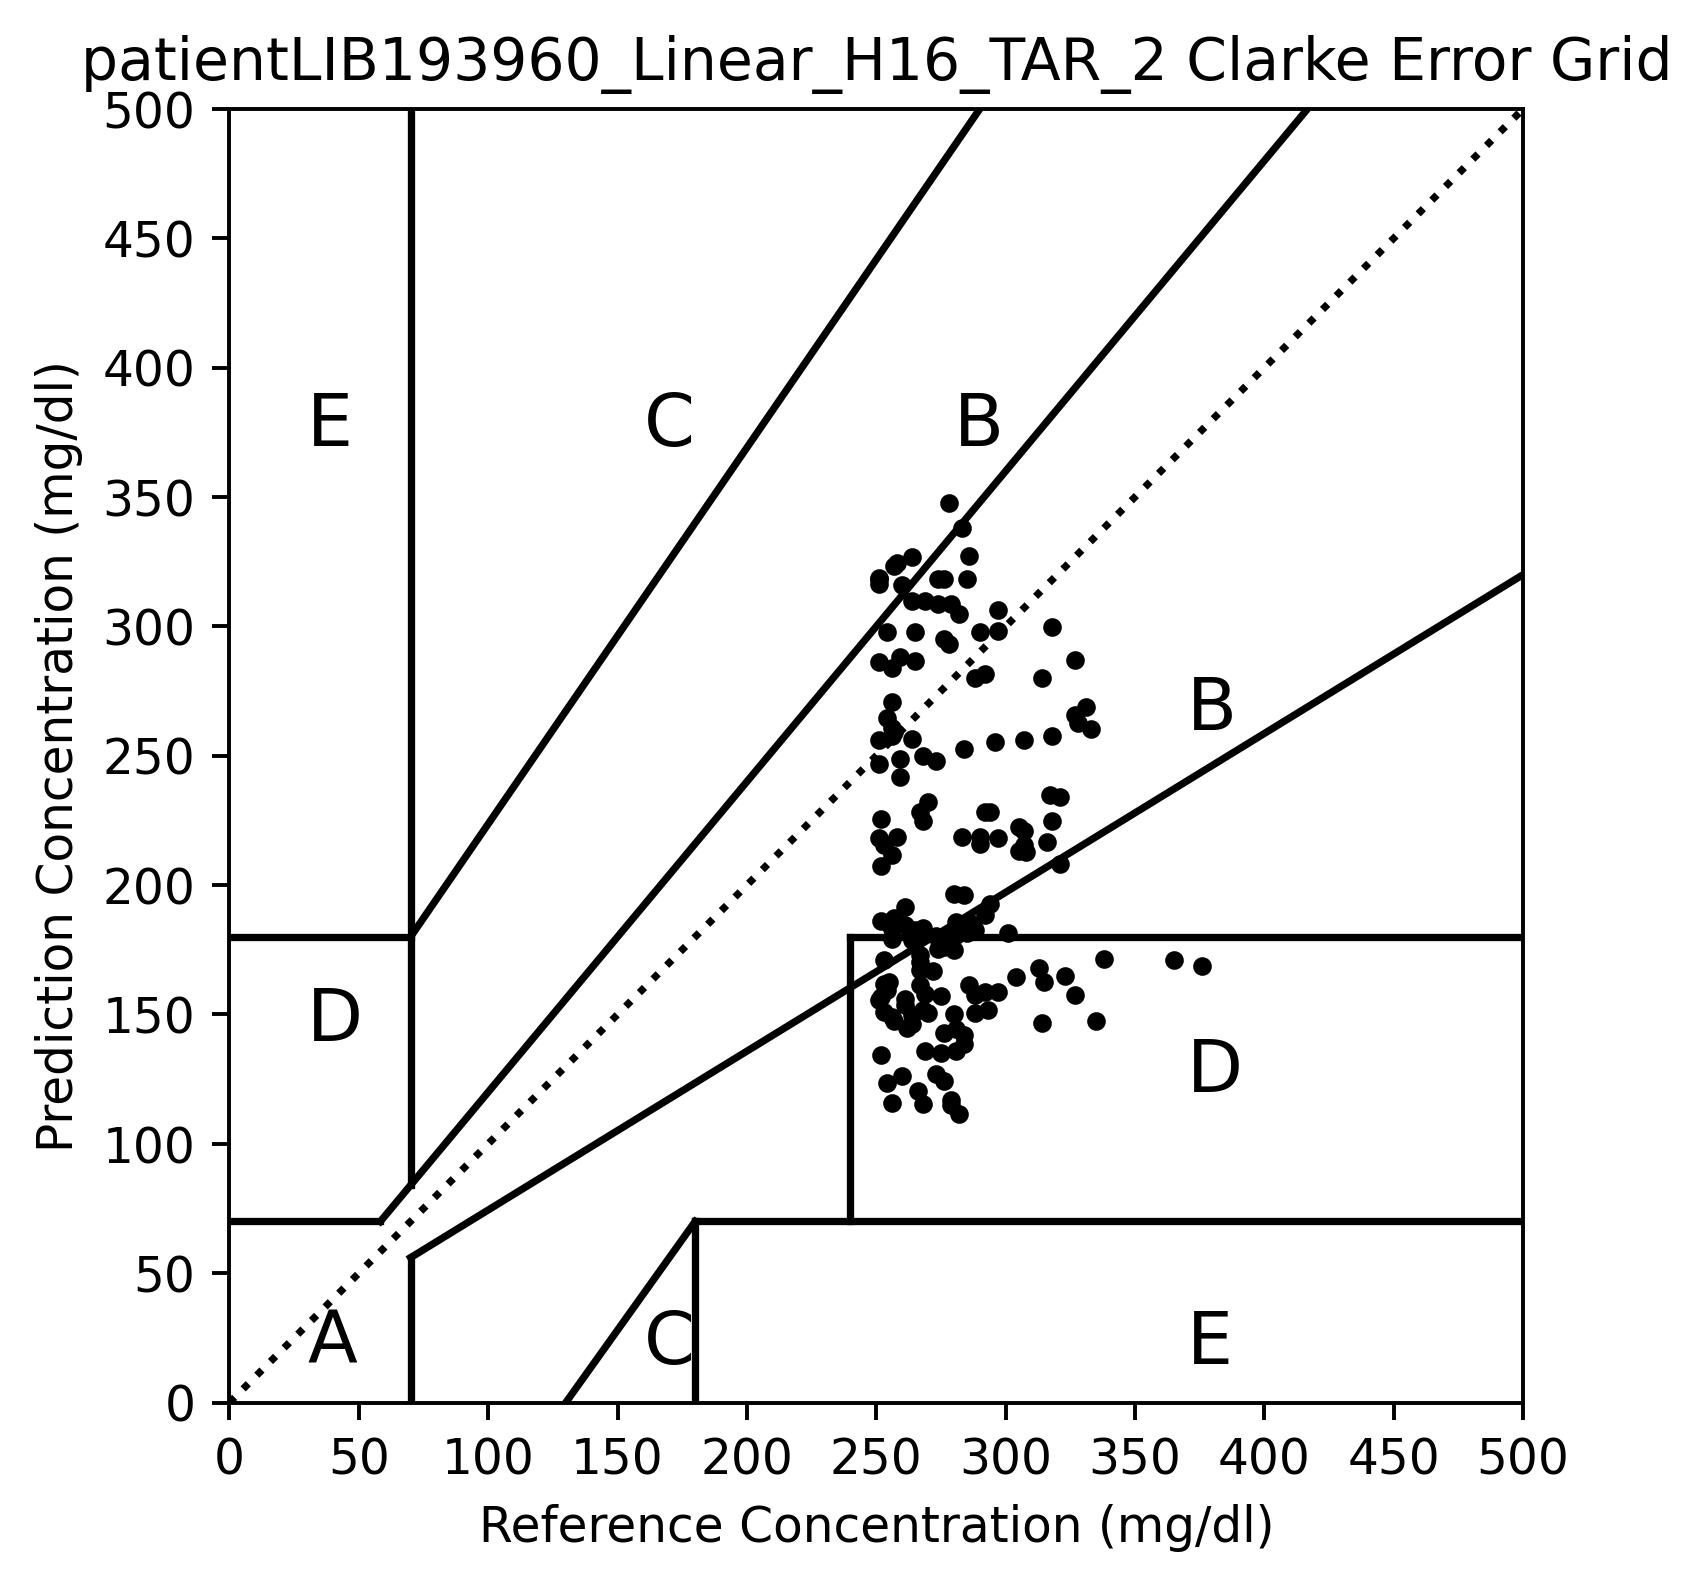 patientLIB193960_Linear_H16_TAR_2 Clarke Error Grid
Prediction Concentration (mg/dl)
500
450
400
350
300
250
200
150
100
50
0
E
C
B
B
D
D
A
C
E
0 50 100 150 200 250 300 350 400 450 500
Reference Concentration (mg/dl)